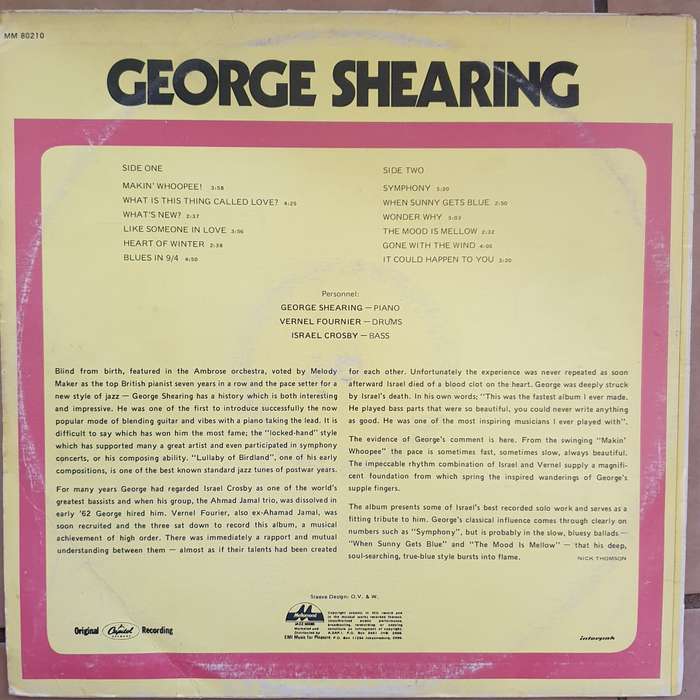 MM 80210
GEORGE SHEARING
SIDE ONE
MAKIN' WHOOPEE! 3:58
WHAT IS THIS THING CALLED LOVE? 4:25
WHAT'S NEW? 2:37
LIKE SOMEONE IN LOVE 3:56
HEART OF WINTER 2:38
BLUES IN 9/4 4:50
SIDE TWO
SYMPHONY 3:20
WHEN SUNNY GETS BLUE 2:50
WONDER WHY 3:03
THE MOOD IS MELLOW 2:32
GONE WITH THE WIND 4:05
IT COULD HAPPEN TO YOU 3:20
Personnel:
GEORGE SHEARING — PIANO
VERNEL FOURNIER — DRUMS
ISRAEL CROSBY — BASS
Blind from birth, featured in the Ambrose orchestra, voted by Melody
Maker as the top British pianist seven years in a row and the pace setter for a
new style of jazz — George Shearing has a history which is both interesting
and impressive. He was one of the first to introduce successfully the now
popular mode of blending guitar and vibes with a piano taking the lead. It is
difficult to say which has won him the most fame; the "locked-hand" style
which has supported many a great artist and even participated in symphony
concerts, or his composing ability. "Lullaby of Birdland", one of his early
compositions, is one of the best known standard jazz tunes of postwar years.
For many years George had regarded Israel Crosby as one of the world's
greatest bassists and when his group, the Ahmad Jamal trio, was dissolved in
early '62 George hired him. Vernel Fourier, also ex-Ahamad Jamal, was
soon recruited and the three sat down to record this album, a musical
achievement of high order. There was immediately a rapport and mutual
understanding between them — almost as if their talents had been created
for each other. Unfortunately the experience was never repeated as soon
afterward Israel died of a blood clot on the heart. George was deeply struck
by Israel's death. In his own words; "This was the fastest album I ever made.
He played bass parts that were so beautiful, you could never write anything
as good. He was one of the most inspiring musicians I ever played with".
The evidence of George's comment is here. From the swinging "Makin'
Whoopee" the pace is sometimes fast, sometimes slow, always beautiful.
The impeccable rhythm combination of Israel and Vernel supply a magnifi-
cent foundation from which spring the inspired wanderings of George's
supple fingers.
The album presents some of Israel's best recorded solo work and serves as a
fitting tribute to him. George's classical influence comes through clearly on
numbers such as "Symphony", but is probably in the slow, bluesy ballads —
"When Sunny Gets Blue" and "The Mood is Mellow" — that his deep,
soul-searching, true-blue style bursts into flame.
NICK THOMSON
Sleeve Design: O.V. & W.
Original Capitol Recording
EMI Music for Pleasure
interpak